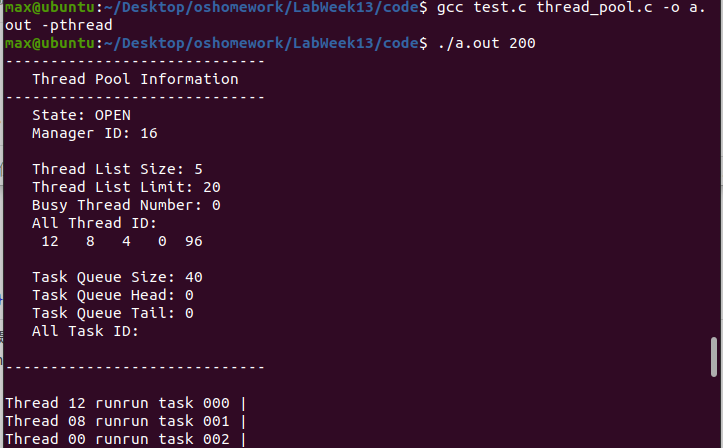 max@ubuntu:~/Desktop/oshomework/LabWeek13/code$ gcc test.c thread_pool.c -o a.
out -pthread
max@ubuntu:~/Desktop/oshomework/LabWeek13/code$ ./a.out 200
-----------------------------
   Thread Pool Information
-----------------------------
   State: OPEN
   Manager ID: 16

   Thread List Size: 5
   Thread List Limit: 20
   Busy Thread Number: 0
   All Thread ID:
    12   8   4   0  96

   Task Queue Size: 40
   Task Queue Head: 0
   Task Queue Tail: 0
   All Task ID:

-----------------------------

Thread 12 runrun task 000 |
Thread 08 runrun task 001 |
Thread 00 runrun task 002 |